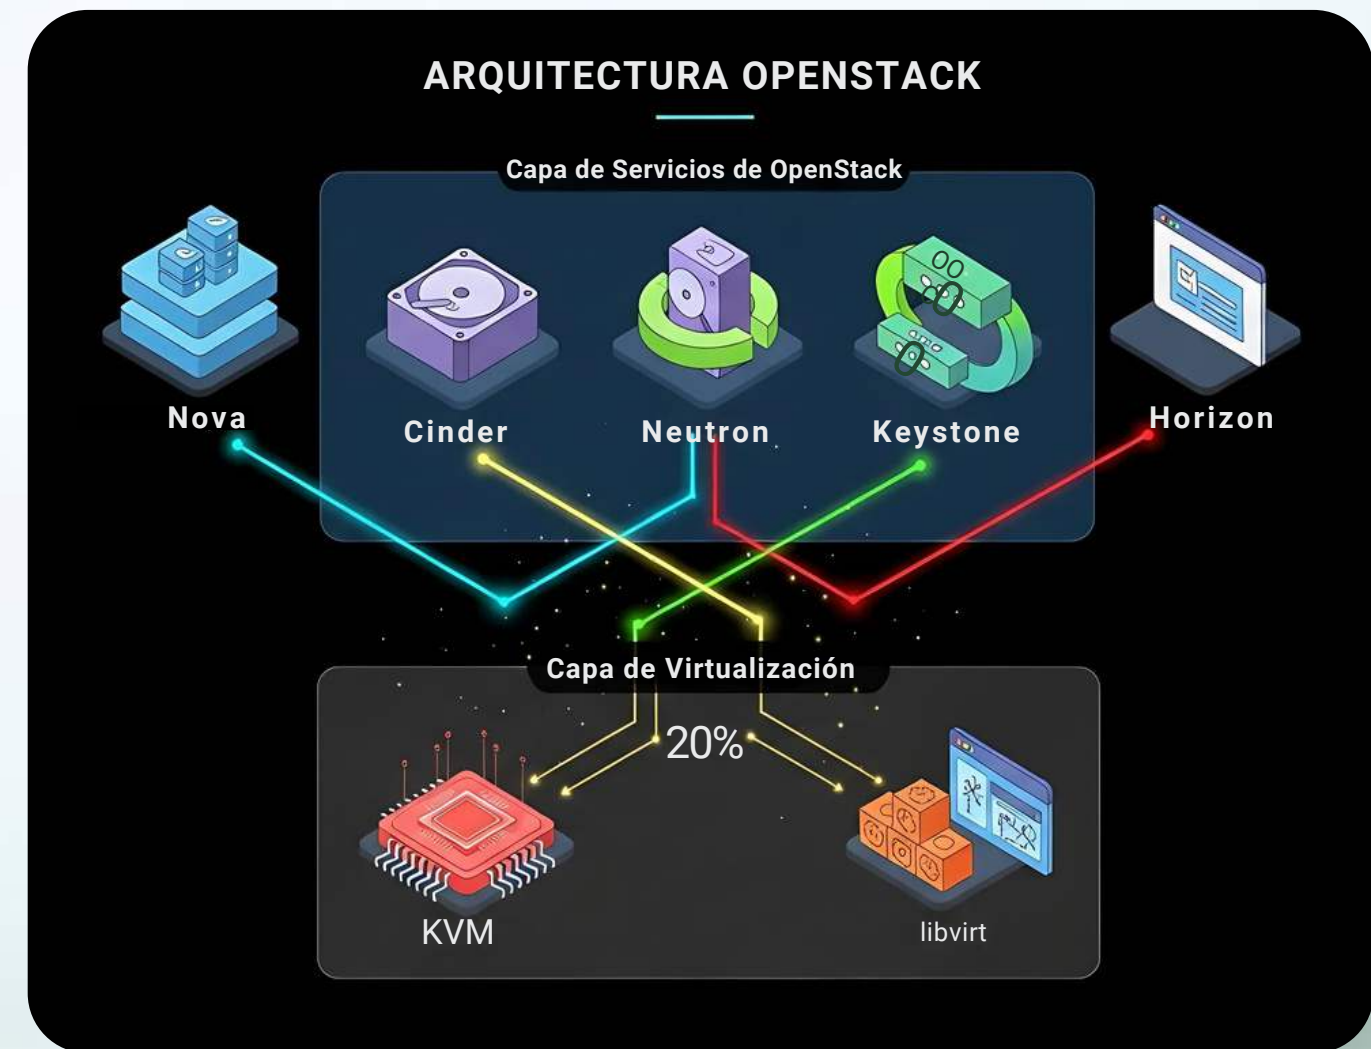 ARQUITECTURA OPENSTACK
Capa de Servicios de OpenStack
Nova
Cinder
Neutron
Keystone
Horizon
Capa de Virtualización
20%
KVM
libvirt